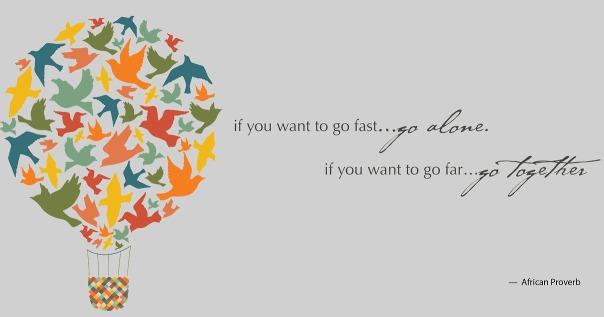 if you want to go fast...go alone.
if you want to go far...go together
— African Proverb